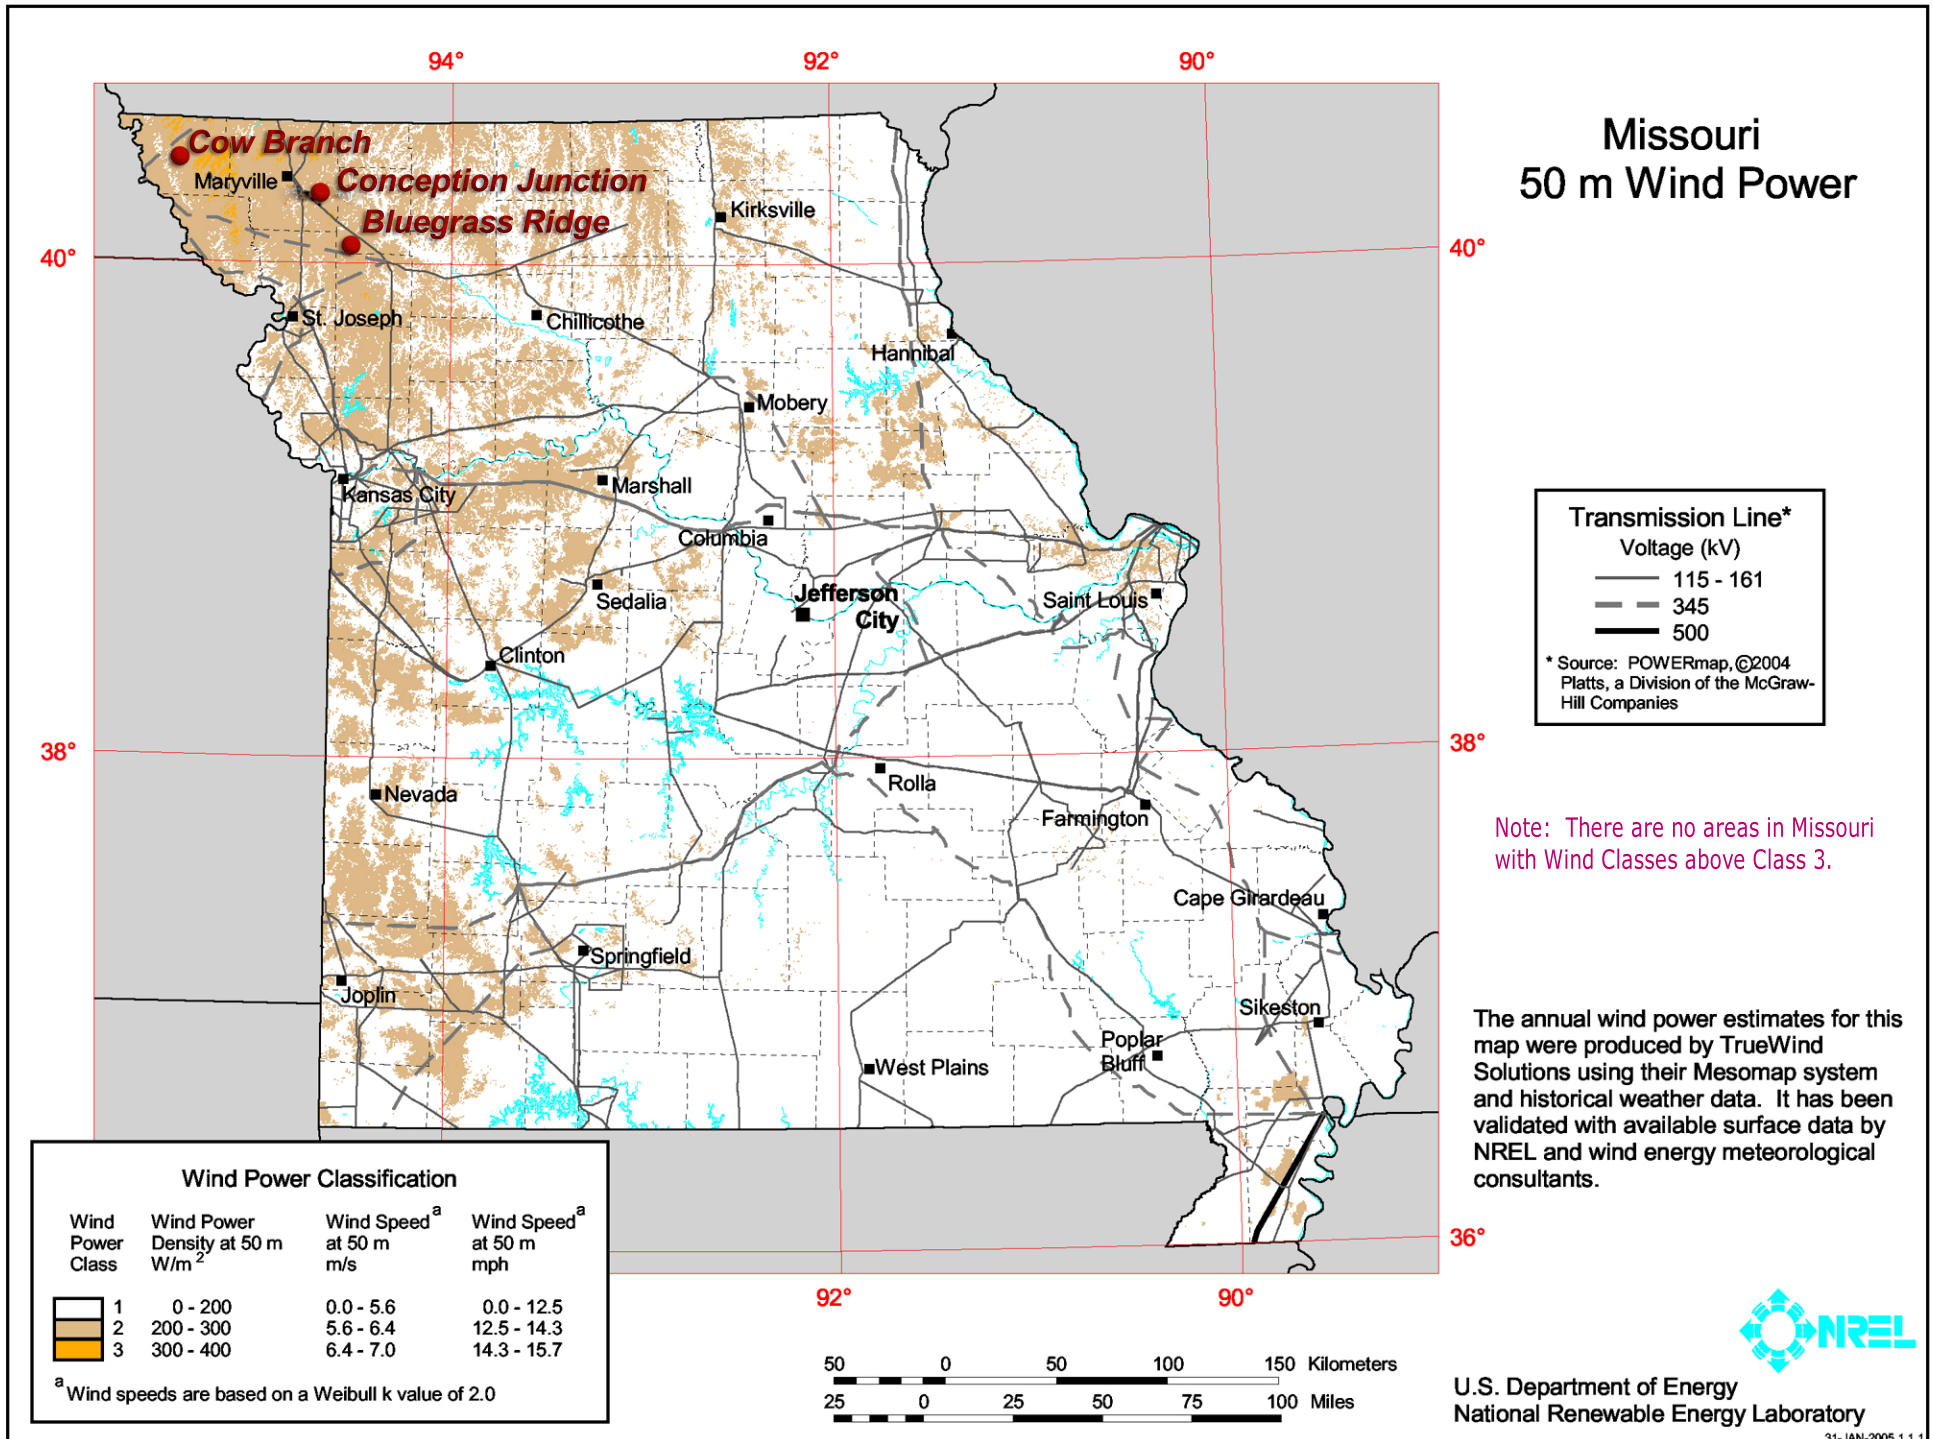 94°
92°
90°
Missouri
50 m Wind Power
Cow Branch
Maryville
Conception Junction
Bluegrass Ridge
Kirksville
40°
40°
St. Joseph
Chillicothe
Hannibal
Mobery
Kansas City
Marshall
Columbia
Sedalia
Jefferson
City
Saint Louis
Clinton
Transmission Line*
Voltage (kV)
115 - 161
345
500
* Source: POWERmap, ©2004
Platts, a Division of the McGraw-
Hill Companies
38°
38°
Nevada
Rolla
Farmington
Note: There are no areas in Missouri
with Wind Classes above Class 3.
Cape Girardeau
Springfield
Joplin
Sikeston
Poplar
Bluff
West Plains
The annual wind power estimates for this
map were produced by TrueWind
Solutions using their Mesomap system
and historical weather data. It has been
validated with available surface data by
NREL and wind energy meteorological
consultants.
36°
92°
90°
Wind Power Classification
Wind Wind Power Wind Speed a Wind Speed a
Power Density at 50 m at 50 m at 50 m
Class W/m 2 m/s mph
1 0 - 200 0.0 - 5.6 0.0 - 12.5
2 200 - 300 5.6 - 6.4 12.5 - 14.3
3 300 - 400 6.4 - 7.0 14.3 - 15.7
a Wind speeds are based on a Weibull k value of 2.0
50 0 50 100 150 Kilometers
25 0 25 50 75 100 Miles
NREL
U.S. Department of Energy
National Renewable Energy Laboratory
31-JAN-2005 1.1.1